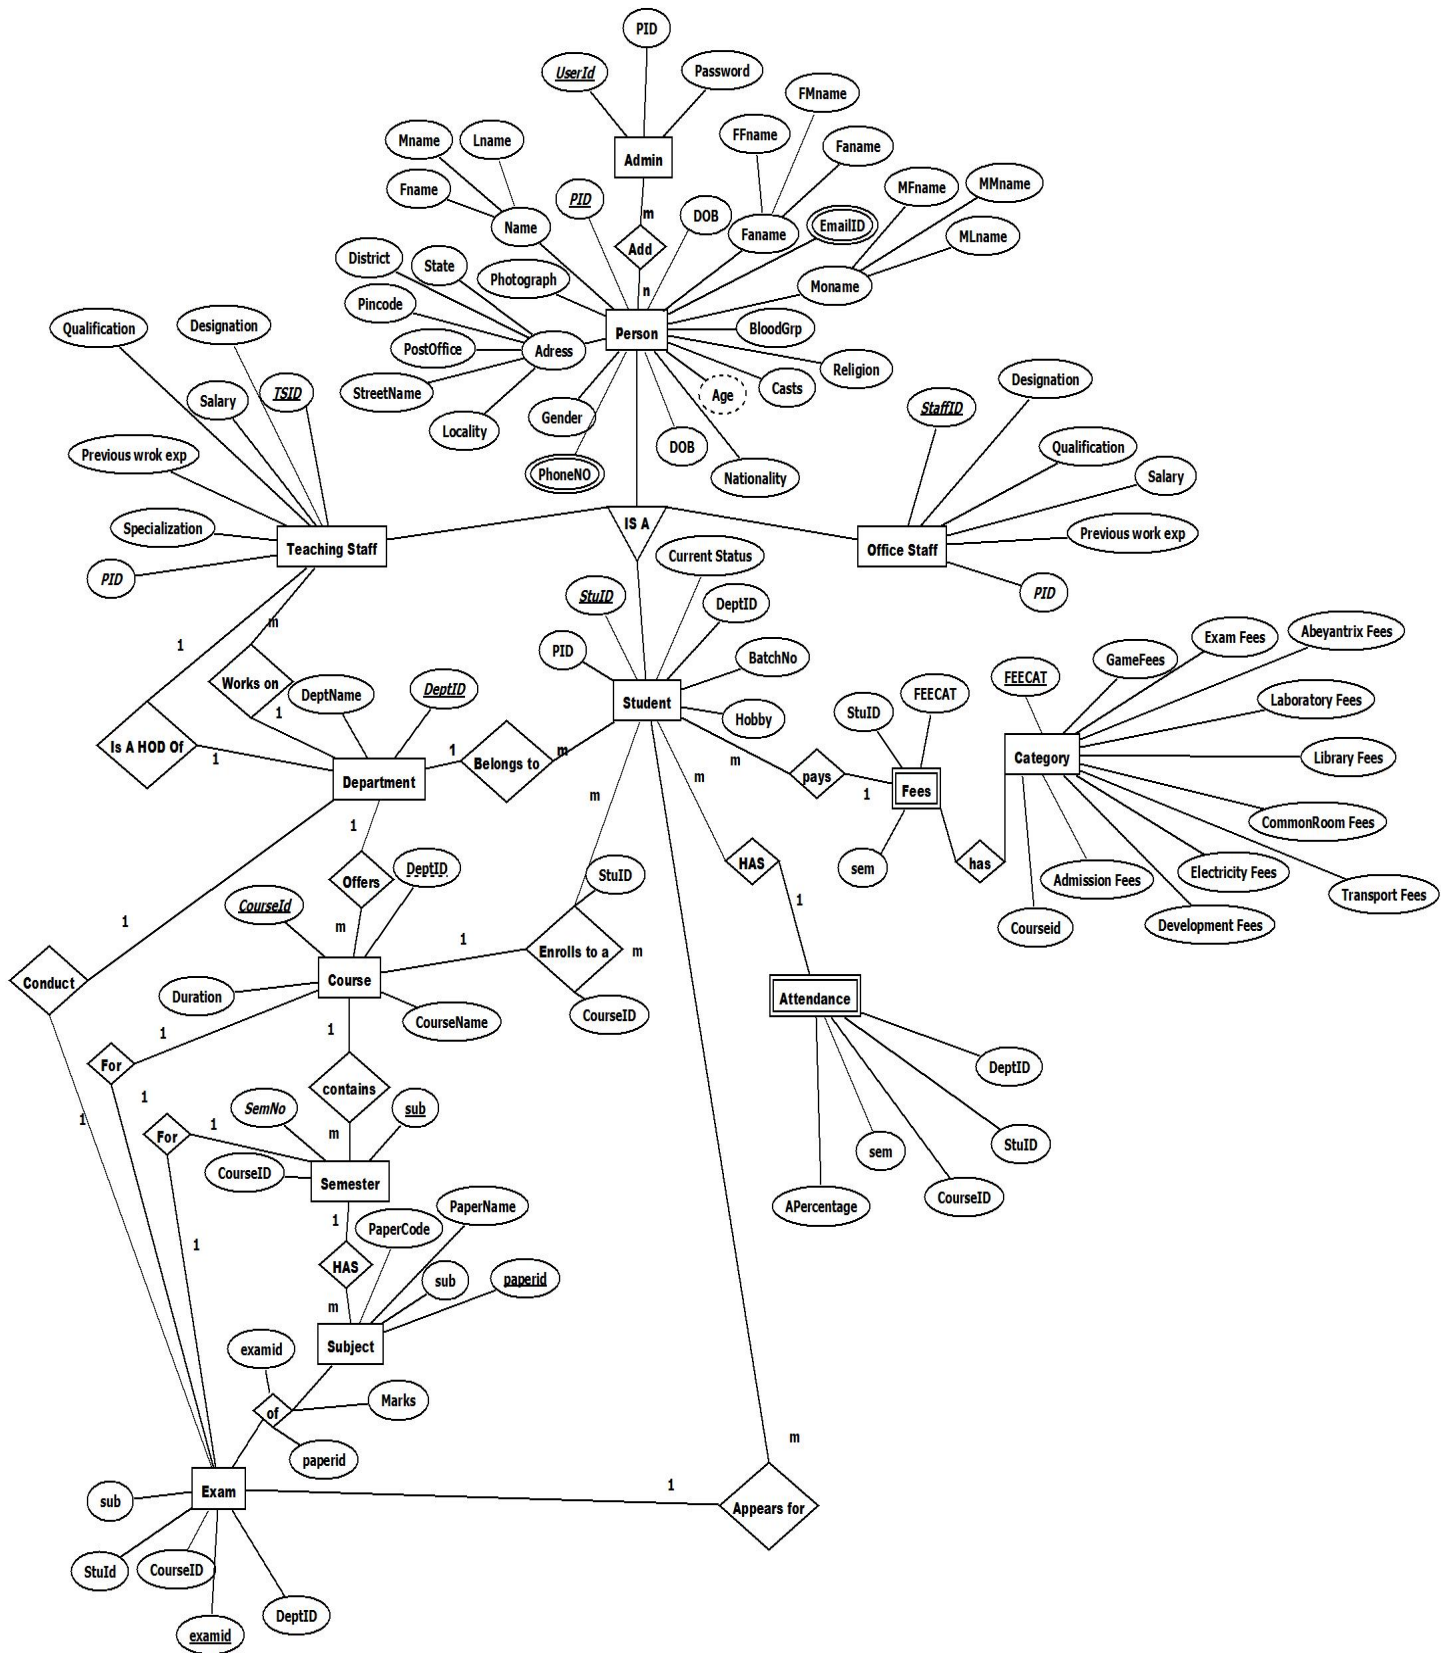 PID
UserId
Password
FMname
FFname
Mname
Lname
Faname
Admin
Fname
PID
MFname
MMname
m
DOB
EmailID
Name
Faname
MLname
Add
District
State
Photograph
Moname
n
Pincode
Qualification
Designation
Person
BloodGrp
PostOffice
Adress
Religion
StreetName
Salary
TSID
Age
Casts
Designation
StaffID
Locality
Gender
DOB
Previous wrok exp
Qualification
PhoneNO
Nationality
Salary
Specialization
IS A
Previous work exp
Teaching Staff
Office Staff
Current Status
PID
PID
StuID
DeptID
m
1
Abeyantrix Fees
Exam Fees
PID
BatchNo
GameFees
FEECAT
Works on
DeptName
DeptID
FEECAT
Laboratory Fees
Student
StuID
1
Hobby
Is A HOD Of
1
1
m
Belongs to
m
Category
Library Fees
m
pays
Department
Fees
1
m
1
CommonRoom Fees
HAS
has
DeptID
sem
Offers
StuID
Electricity Fees
Admission Fees
Transport Fees
CourseId
1
1
m
Courseid
Development Fees
1
Enrolls to a
m
Conduct
Course
Duration
Attendance
CourseID
CourseName
1
1
For
DeptID
contains
1
SemNo
sub
1
1
m
For
StuID
sem
CourseID
Semester
CourseID
PaperName
APercentage
1
PaperCode
1
HAS
sub
paperid
m
Subject
examid
Marks
of
m
paperid
1
Exam
sub
Appears for
StuId
CourseID
DeptID
examid